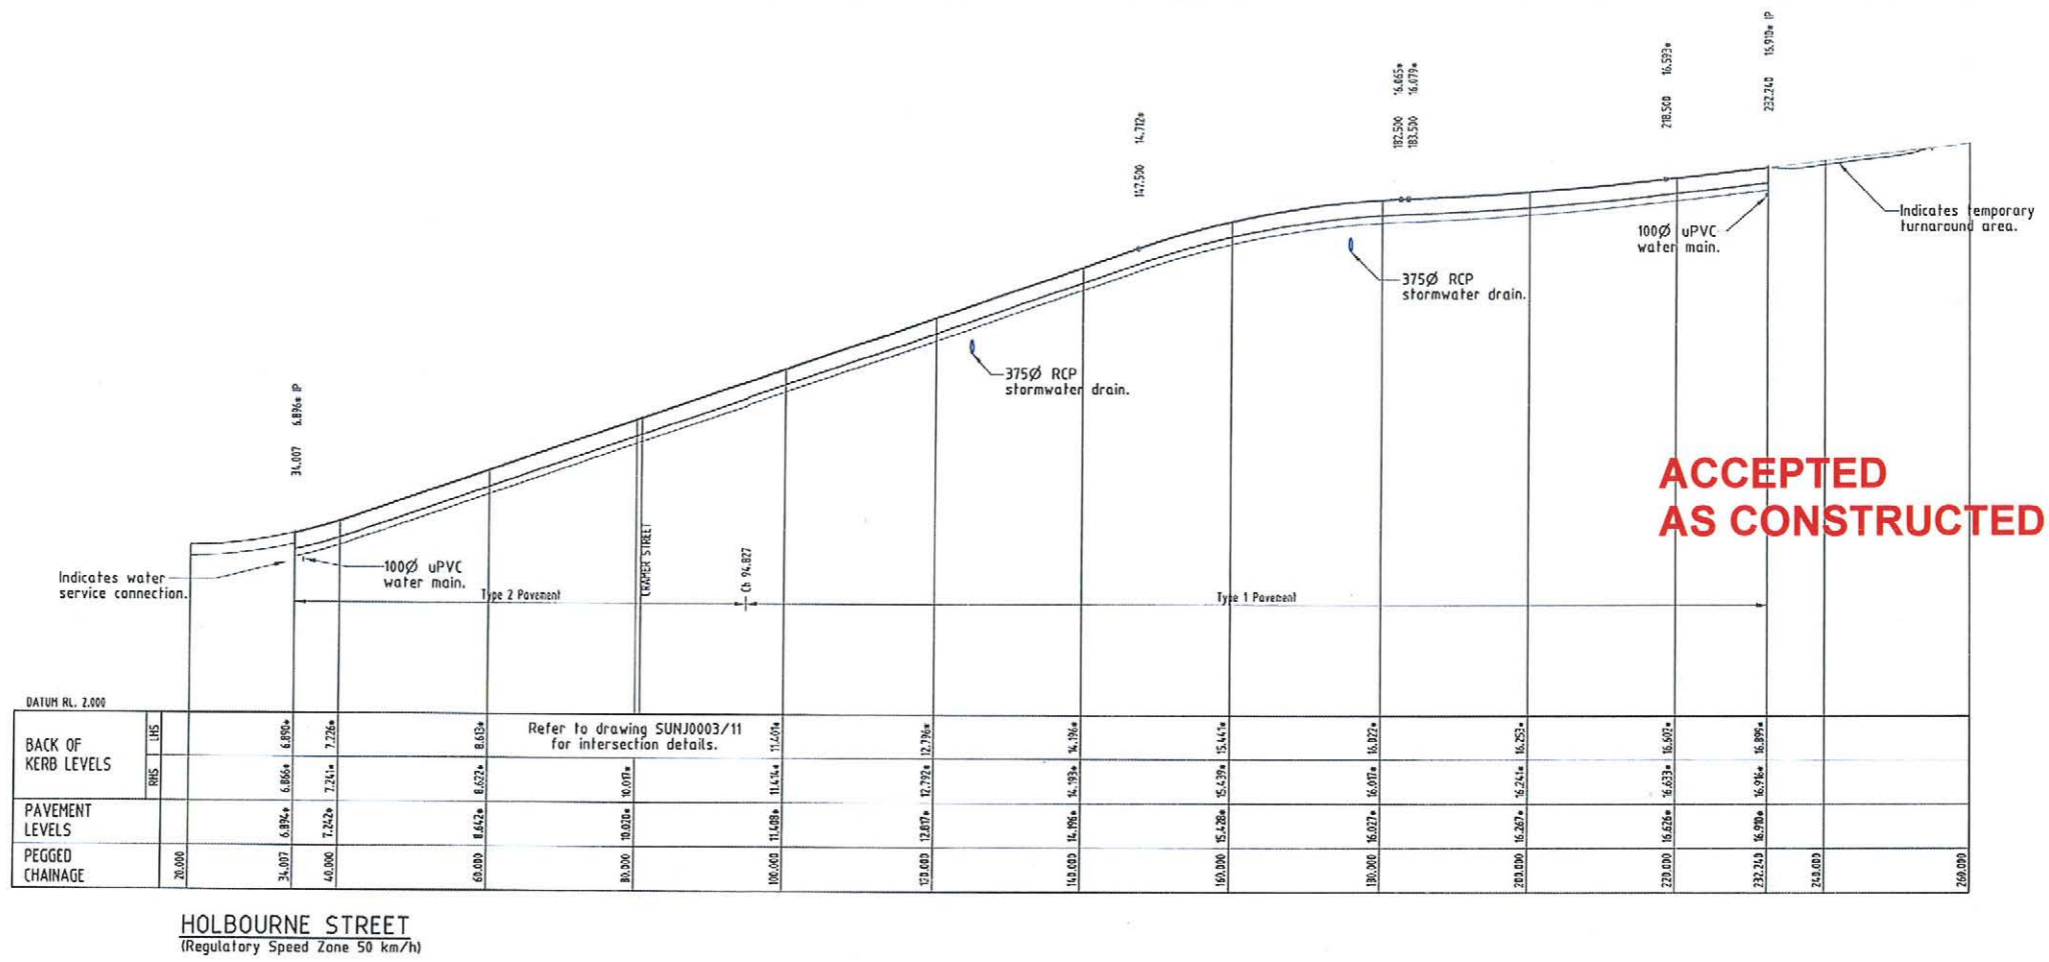 34.007 6.896* IP
147.500 14.712*
182.500 16.065*
183.500 16.079*
218.500 16.593*
232.240 16.910* IP
Indicates temporary
turnaround area.
100Ø uPVC
water main.
375Ø RCP
stormwater drain.
375Ø RCP
stormwater drain.
ACCEPTED
AS CONSTRUCTED
CRAMER STREET
Ch 94.827
Indicates water
service connection.
100Ø uPVC
water main.
Type 2 Pavement
Type 1 Pavement
DATUM RL. 2.000
BACK OF
KERB LEVELS
LHS
6.890* 7.226* 8.613* 11.401* 12.796* 14.196* 15.441* 16.022* 16.253* 16.607* 16.899*
Refer to drawing SUNJ0003/11
for intersection details.
RHS
6.866* 7.241* 8.622* 10.017* 11.414* 12.792* 14.193* 15.439* 16.017* 16.241* 16.633* 16.916*
PAVEMENT
LEVELS
6.894* 7.242* 8.642* 10.020* 11.408* 12.817* 14.196* 15.428* 16.027* 16.267* 16.626* 16.910*
PEGGED
CHAINAGE
20.000 34.007 40.000 60.000 80.000 100.000 120.000 140.000 160.000 180.000 200.000 220.000 232.240 240.000 260.000
HOLBOURNE STREET
(Regulatory Speed Zone 50 km/h)